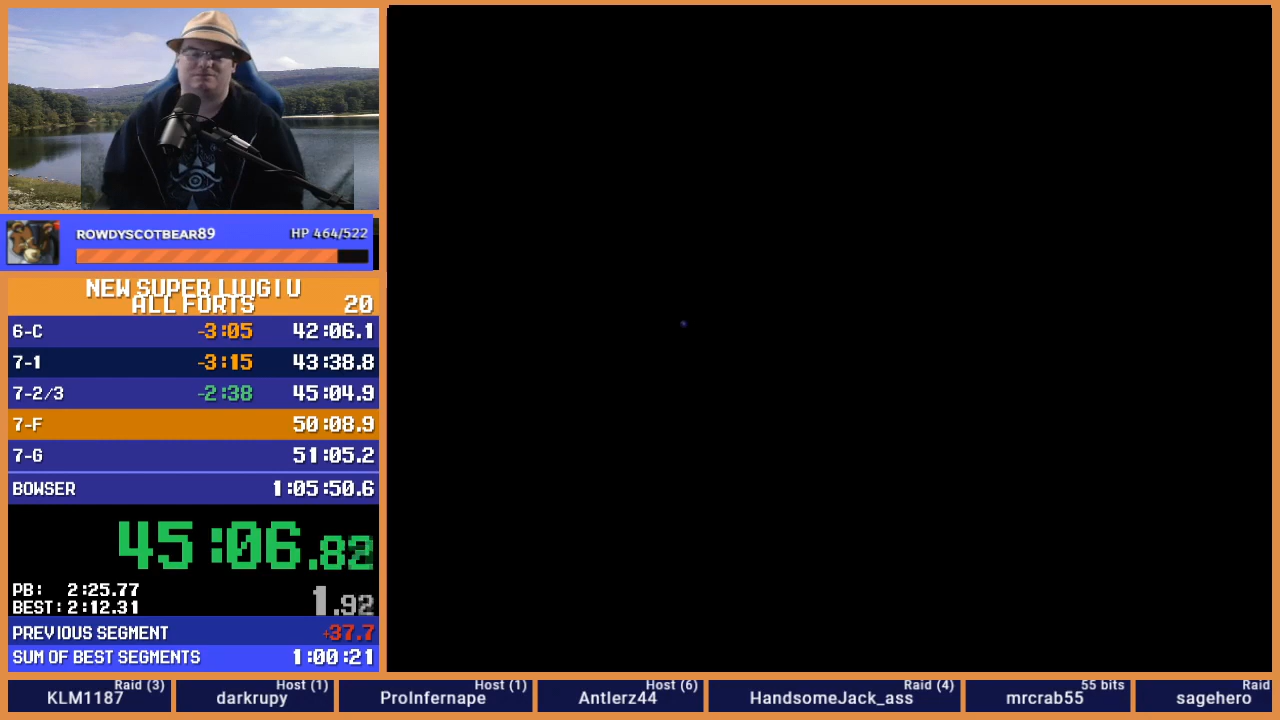 ROWDYSCOTBEAR89 HP 464/522
NEW SUPER LUIGI U
ALL FORTS 20
6-C -3:05 42:06.1
7-1 -3:15 43:38.8
7-2/3 -2:38 45:04.9
7-F 50:08.9
7-G 51:05.2
BOWSER 1:05:50.6
45:06.82
PB: 2:25.77
BEST: 2:12.31 1.92
PREVIOUS SEGMENT +37.7
SUM OF BEST SEGMENTS 1:00:21
Raid (3) Host (1) Host (1) Host (6) Raid (4) 55 bits Raid
KLM1187 darkrupy ProInfernape Antlerz44 HandsomeJack_ass mrcrab55 sagehero